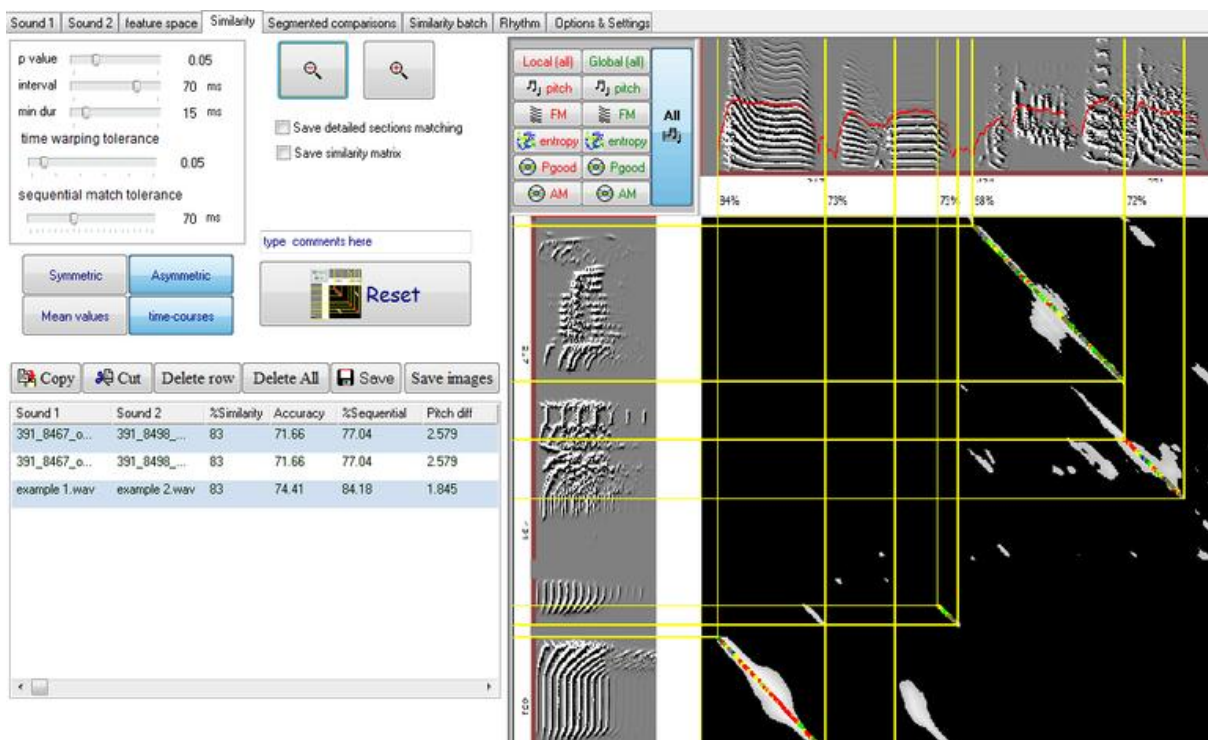 Sound 1 Sound 2 feature space Similarity Segmented comparisons Similarity batch Rhythm Options & Settings
p value 0.05
interval 70 ms
min dur 15 ms
time warping tolerance
0.05
sequential match tolerance
70 ms
Save detailed sections matching
Save similarity matrix
type comments here
Symmetric Asymmetric
Mean values time-courses
Reset
Copy Cut Delete row Delete All Save Save images
Sound 1 Sound 2 %Similarity Accuracy %Sequential Pitch diff
391_8467_o... 391_8498_... 83 71.66 77.04 2.579
391_8467_o... 391_8498_... 83 71.66 77.04 2.579
example 1.wav example 2.wav 83 74.41 84.18 1.845
Local (all) Global (all)
pitch pitch
FM FM
entropy entropy
Pgood Pgood
AM AM
All
94% 73% 73% 72%